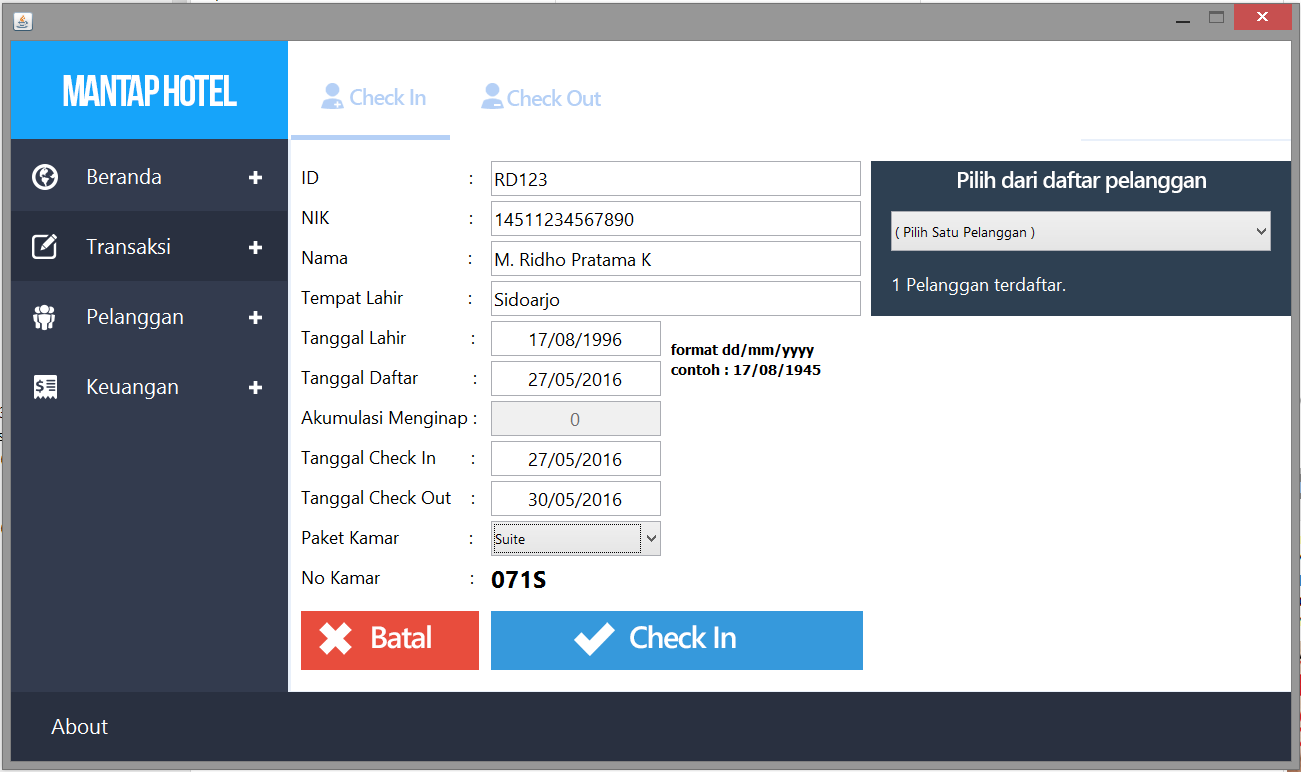 MANTAP HOTEL
Check In
Check Out
Beranda
Transaksi
Pelanggan
Keuangan
ID : RD123
NIK : 14511234567890
Nama : M. Ridho Pratama K
Tempat Lahir : Sidoarjo
Tanggal Lahir : 17/08/1996
Tanggal Daftar : 27/05/2016
format dd/mm/yyyy
contoh : 17/08/1945
Akumulasi Menginap : 0
Tanggal Check In : 27/05/2016
Tanggal Check Out : 30/05/2016
Paket Kamar : Suite
No Kamar : 071S
Batal
Check In
Pilih dari daftar pelanggan
( Pilih Satu Pelanggan )
1 Pelanggan terdaftar.
About